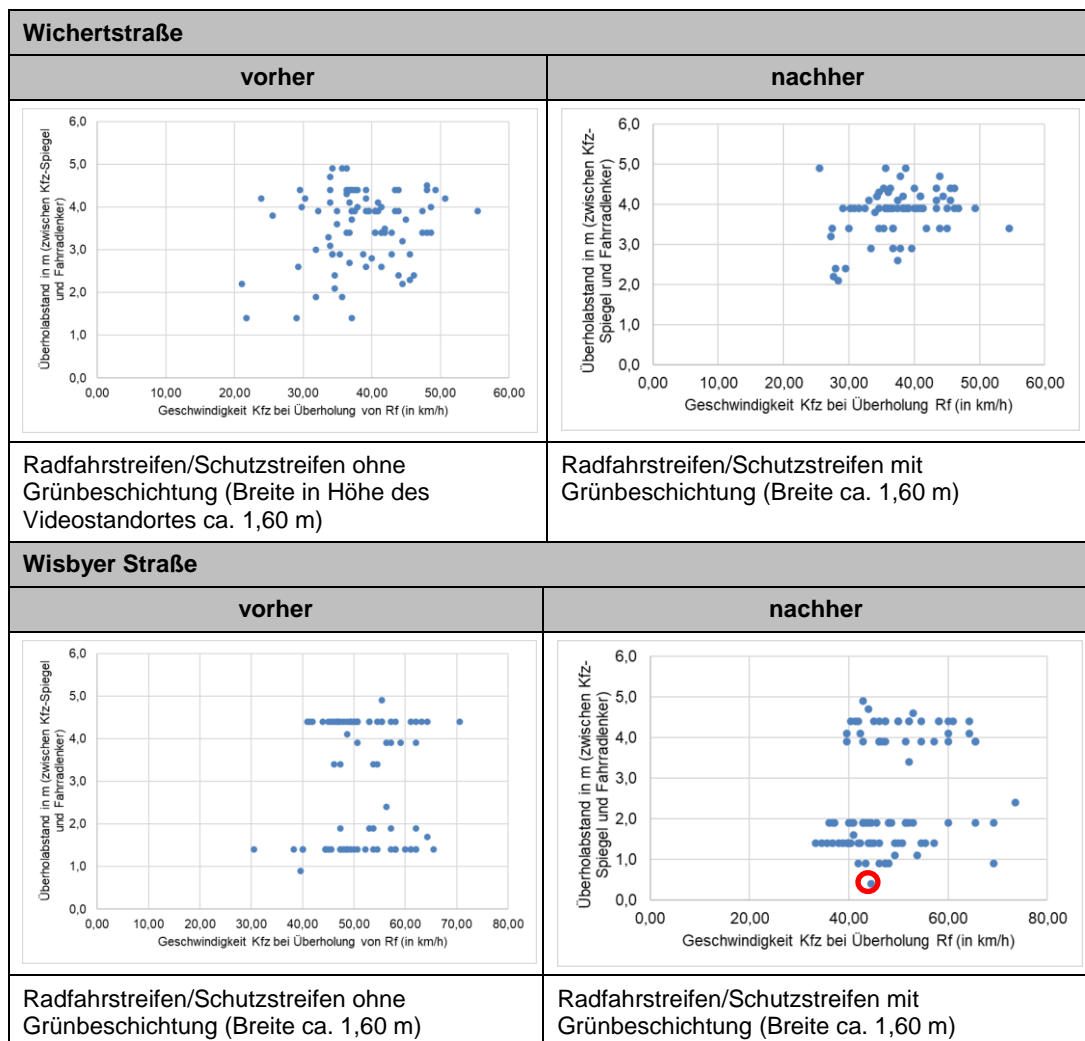 Wichertstraße
vorher
nachher
Überholabstand in m (zwischen Kfz-Spiegel
und Fahrradlenker)
6,0
5,0
4,0
3,0
2,0
1,0
0,0
0,00 10,00 20,00 30,00 40,00 50,00 60,00
Geschwindigkeit Kfz bei Überholung von Rf (in km/h)
Überholabstand in m (zwischen Kfz-
Spiegel und Fahrradlenker)
6,0
5,0
4,0
3,0
2,0
1,0
0,0
0,00 10,00 20,00 30,00 40,00 50,00 60,00
Geschwindigkeit Kfz bei Überholung Rf (in km/h)
Radfahrstreifen/Schutzstreifen ohne
Grünbeschichtung (Breite in Höhe des
Videostandortes ca. 1,60 m)
Radfahrstreifen/Schutzstreifen mit
Grünbeschichtung (Breite ca. 1,60 m)
Wisbyer Straße
vorher
nachher
Überholabstand in m (zwischen Kfz-Spiegel
und Fahrradlenker)
6,0
5,0
4,0
3,0
2,0
1,0
0,0
0,00 10,00 20,00 30,00 40,00 50,00 60,00 70,00 80,00
Geschwindigkeit Kfz bei Überholung von Rf (in km/h)
Überholabstand in m (zwischen Kfz-
Spiegel und Fahrradlenker)
6,0
5,0
4,0
3,0
2,0
1,0
0,0
0,00 20,00 40,00 60,00 80,00
Geschwindigkeit Kfz bei Überholung Rf (in km/h)
Radfahrstreifen/Schutzstreifen ohne
Grünbeschichtung (Breite ca. 1,60 m)
Radfahrstreifen/Schutzstreifen mit
Grünbeschichtung (Breite ca. 1,60 m)